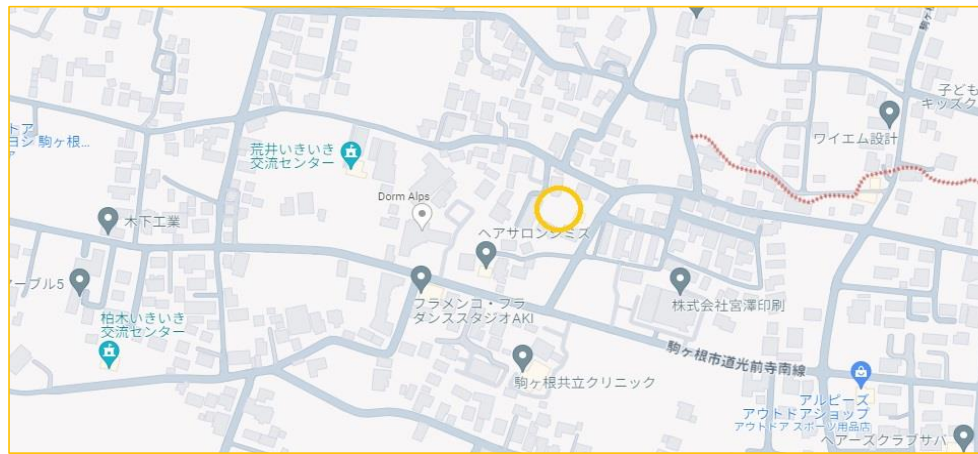 子ども
キッズク
ワイエム設計
ヨシ 駒ヶ根...
荒井いきいき
交流センター
Dorm Alps
木下工業
ヘアサロンシミズ
ーブル5
フラメンコ・フラ
ダンススタジオAKI
株式会社宮澤印刷
柏木いきいき
交流センター
駒ヶ根市道光前寺南線
駒ヶ根共立クリニック
アルピーズ
アウトドアショップ
アウトドア スポーツ用品店
ヘアーズクラブサバ